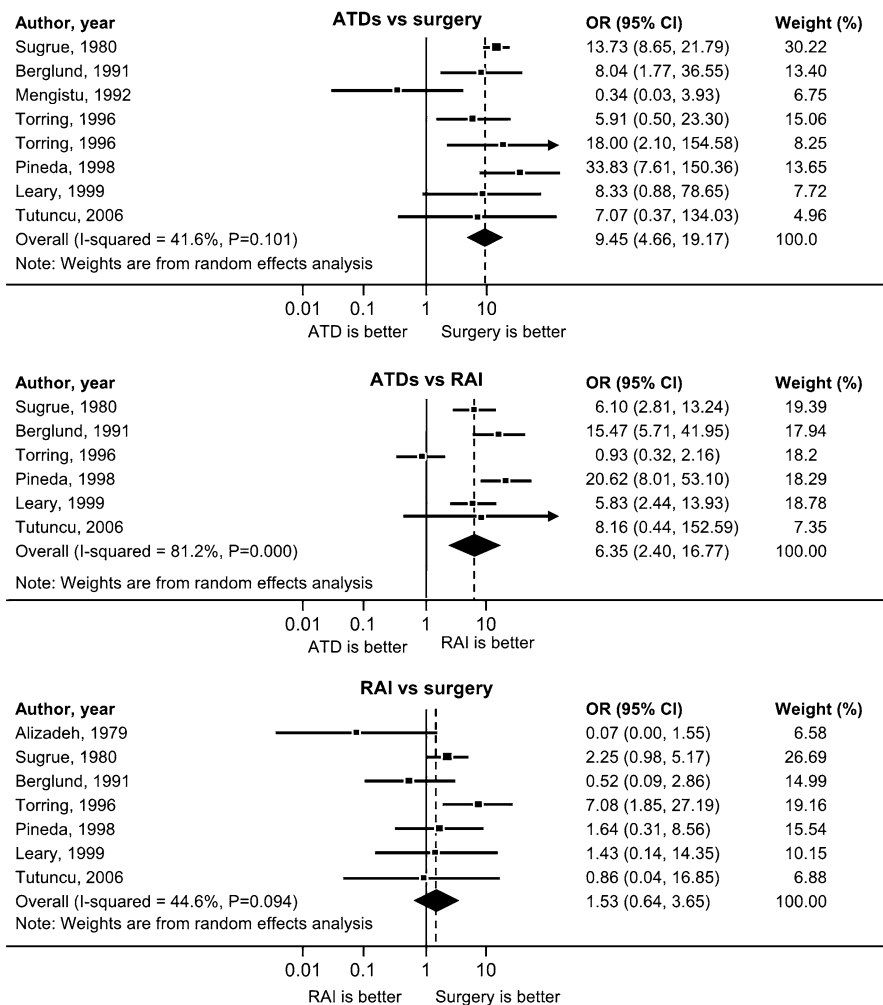 ATDs vs surgery
Author, year OR (95% CI) Weight (%)
Sugrue, 1980 13.73 (8.65, 21.79) 30.22
Berglund, 1991 8.04 (1.77, 36.55) 13.40
Mengistu, 1992 0.34 (0.03, 3.93) 6.75
Torring, 1996 5.91 (0.50, 23.30) 15.06
Torring, 1996 18.00 (2.10, 154.58) 8.25
Pineda, 1998 33.83 (7.61, 150.36) 13.65
Leary, 1999 8.33 (0.88, 78.65) 7.72
Tutuncu, 2006 7.07 (0.37, 134.03) 4.96
Overall (I-squared = 41.6%, P=0.101) 9.45 (4.66, 19.17) 100.0
Note: Weights are from random effects analysis
0.01 0.1 1 10
ATD is better Surgery is better
ATDs vs RAI
Author, year OR (95% CI) Weight (%)
Sugrue, 1980 6.10 (2.81, 13.24) 19.39
Berglund, 1991 15.47 (5.71, 41.95) 17.94
Torring, 1996 0.93 (0.32, 2.16) 18.2
Pineda, 1998 20.62 (8.01, 53.10) 18.29
Leary, 1999 5.83 (2.44, 13.93) 18.78
Tutuncu, 2006 8.16 (0.44, 152.59) 7.35
Overall (I-squared = 81.2%, P=0.000) 6.35 (2.40, 16.77) 100.00
Note: Weights are from random effects analysis
0.01 0.1 1 10
ATD is better RAI is better
RAI vs surgery
Author, year OR (95% CI) Weight (%)
Alizadeh, 1979 0.07 (0.00, 1.55) 6.58
Sugrue, 1980 2.25 (0.98, 5.17) 26.69
Berglund, 1991 0.52 (0.09, 2.86) 14.99
Torring, 1996 7.08 (1.85, 27.19) 19.16
Pineda, 1998 1.64 (0.31, 8.56) 15.54
Leary, 1999 1.43 (0.14, 14.35) 10.15
Tutuncu, 2006 0.86 (0.04, 16.85) 6.88
Overall (I-squared = 44.6%, P=0.094) 1.53 (0.64, 3.65) 100.00
Note: Weights are from random effects analysis
0.01 0.1 1 10
RAI is better Surgery is better